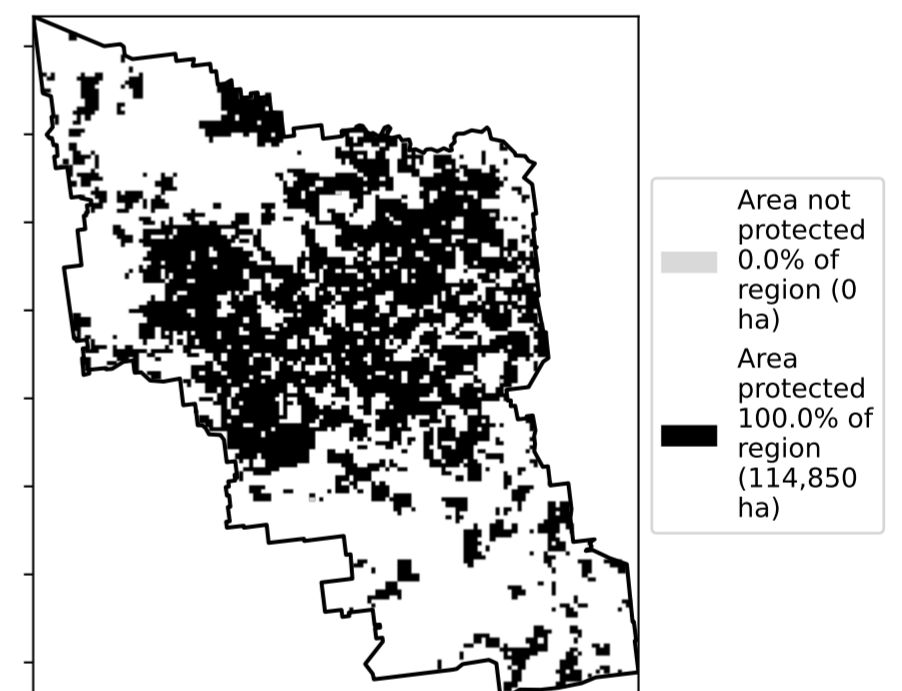 Area not
protected
0.0% of
region (0
ha)
Area
protected
100.0% of
region
(114,850
ha)